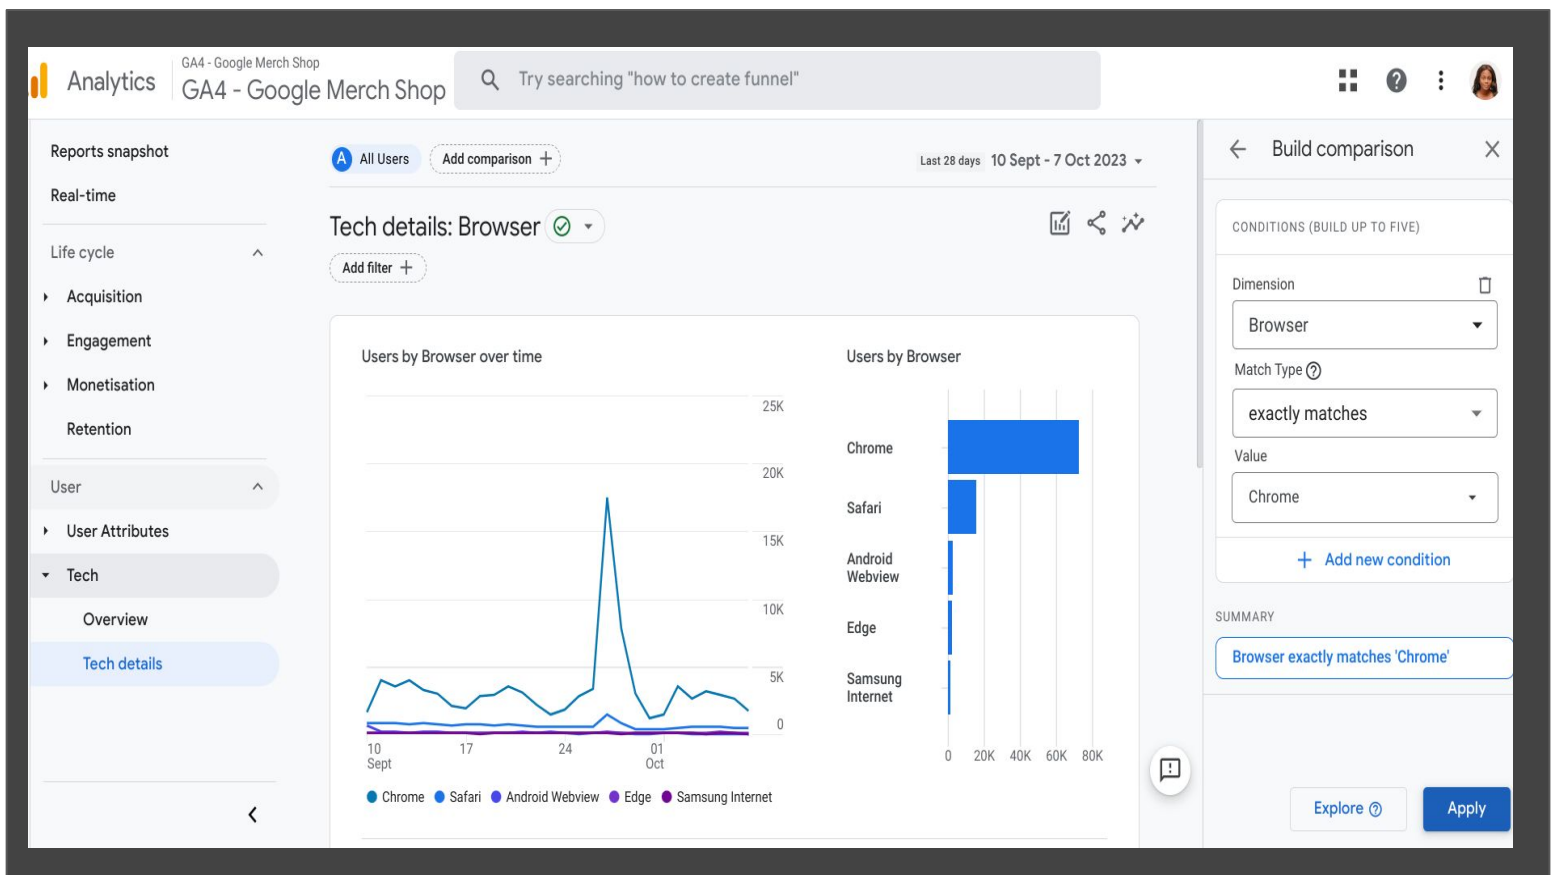 Analytics
GA4 - Google Merch Shop
GA4 - Google Merch Shop
Try searching "how to create funnel"
Reports snapshot
Real-time
Life cycle
Acquisition
Engagement
Monetisation
Retention
User
User Attributes
Tech
Overview
Tech details
A All Users
Add comparison +
Last 28 days 10 Sept - 7 Oct 2023
Tech details: Browser
Add filter +
Users by Browser over time
25K
20K
15K
10K
5K
0
10 Sept
17
24
01 Oct
Chrome Safari Android Webview Edge Samsung Internet
Users by Browser
Chrome
Safari
Android
Webview
Edge
Samsung
Internet
0 20K 40K 60K 80K
Build comparison
CONDITIONS (BUILD UP TO FIVE)
Dimension
Browser
Match Type
exactly matches
Value
Chrome
+ Add new condition
SUMMARY
Browser exactly matches 'Chrome'
Explore
Apply